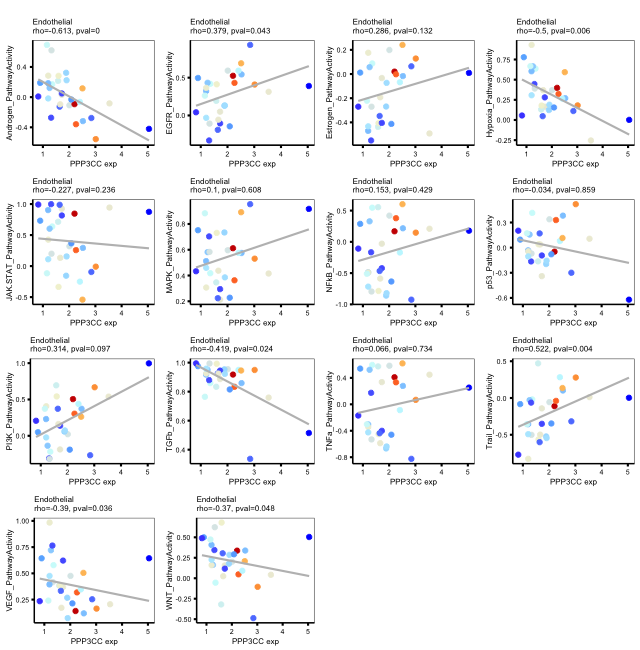 Endothelial
rho=-0.613, pval=0
Androgen_PathwayActivity
0.4
0.0
-0.4
1 2 3 4 5
PPP3CC exp
Endothelial
rho=0.379, pval=0.043
EGFR_PathwayActivity
0.5
0.0
1 2 3 4 5
PPP3CC exp
Endothelial
rho=0.286, pval=0.132
Estrogen_PathwayActivity
0.2
0.0
-0.2
-0.4
1 2 3 4 5
PPP3CC exp
Endothelial
rho=-0.5, pval=0.006
Hypoxia_PathwayActivity
0.75
0.50
0.25
0.00
-0.25
1 2 3 4 5
PPP3CC exp
Endothelial
rho=-0.227, pval=0.236
JAK-STAT_PathwayActivity
1.0
0.5
0.0
-0.5
1 2 3 4 5
PPP3CC exp
Endothelial
rho=0.1, pval=0.608
MAPK_PathwayActivity
0.8
0.6
0.4
0.2
1 2 3 4 5
PPP3CC exp
Endothelial
rho=0.153, pval=0.429
NFkB_PathwayActivity
0.5
0.0
-0.5
-1.0
1 2 3 4 5
PPP3CC exp
Endothelial
rho=-0.034, pval=0.859
p53_PathwayActivity
0.3
0.0
-0.3
-0.6
1 2 3 4 5
PPP3CC exp
Endothelial
rho=0.314, pval=0.097
PI3K_PathwayActivity
1.0
0.5
0.0
1 2 3 4 5
PPP3CC exp
Endothelial
rho=-0.419, pval=0.024
TGFb_PathwayActivity
1.0
0.8
0.6
0.4
1 2 3 4 5
PPP3CC exp
Endothelial
rho=0.066, pval=0.734
TNFa_PathwayActivity
0.4
0.0
-0.4
-0.8
1 2 3 4 5
PPP3CC exp
Endothelial
rho=0.522, pval=0.004
Trail_PathwayActivity
0.5
0.0
-0.5
1 2 3 4 5
PPP3CC exp
Endothelial
rho=-0.39, pval=0.036
VEGF_PathwayActivity
1.00
0.75
0.50
0.25
1 2 3 4 5
PPP3CC exp
Endothelial
rho=-0.37, pval=0.048
WNT_PathwayActivity
0.50
0.25
0.00
-0.25
-0.50
1 2 3 4 5
PPP3CC exp